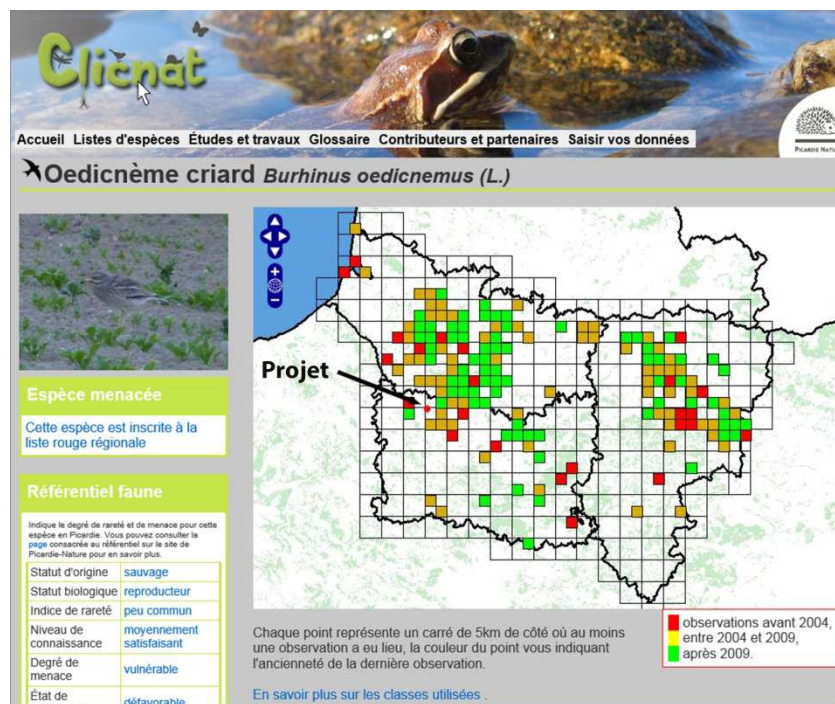 Clicnat
Accueil Listes d'espèces Études et travaux Glossaire Contributeurs et partenaires Saisir vos données
Oedicnème criard Burhinus oedicnemus (L.)
Projet
Espèce menacée
Cette espèce est inscrite à la
liste rouge régionale
Référentiel faune
Indique le degré de rareté et de menace pour cette
espèce en Picardie. Vous pouvez consulter la
page consacrée au référentiel sur le site de
Picardie-Nature pour en savoir plus.
Statut d'origine sauvage
Statut biologique reproducteur
Indice de rareté peu commun
Niveau de
connaissance
moyennement
satisfaisant
Degré de
menace
vulnérable
État de
défavorable
Chaque point représente un carré de 5km de côté où au moins
une observation a eu lieu, la couleur du point vous indiquant
l'ancienneté de la dernière observation.
En savoir plus sur les classes utilisées .
observations avant 2004,
entre 2004 et 2009,
après 2009.